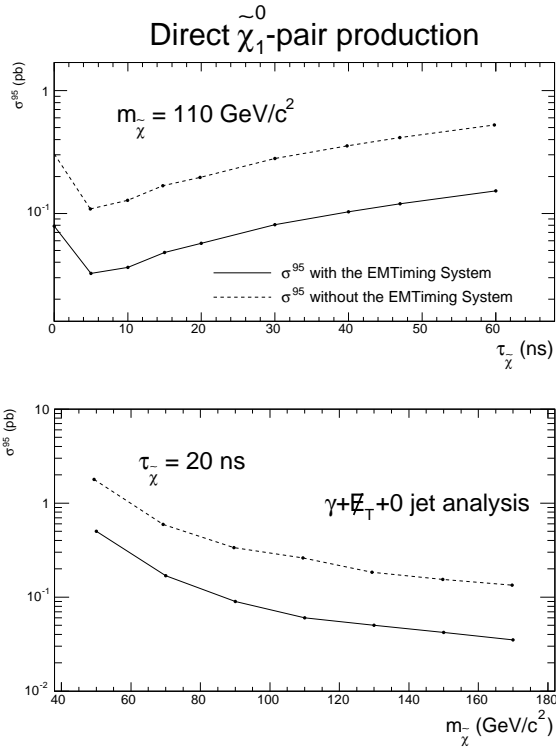 Direct χ̃₁⁰-pair production
σ⁹⁵ (pb)
m_χ̃ = 110 GeV/c²
1
10⁻¹
σ⁹⁵ with the EMTiming System
σ⁹⁵ without the EMTiming System
0 10 20 30 40 50 60
τ_χ̃ (ns)
σ⁹⁵ (pb)
10
τ_χ̃ = 20 ns
γ+E̸_T+0 jet analysis
1
10⁻¹
10⁻²
40 60 80 100 120 140 160 180
m_χ̃ (GeV/c²)